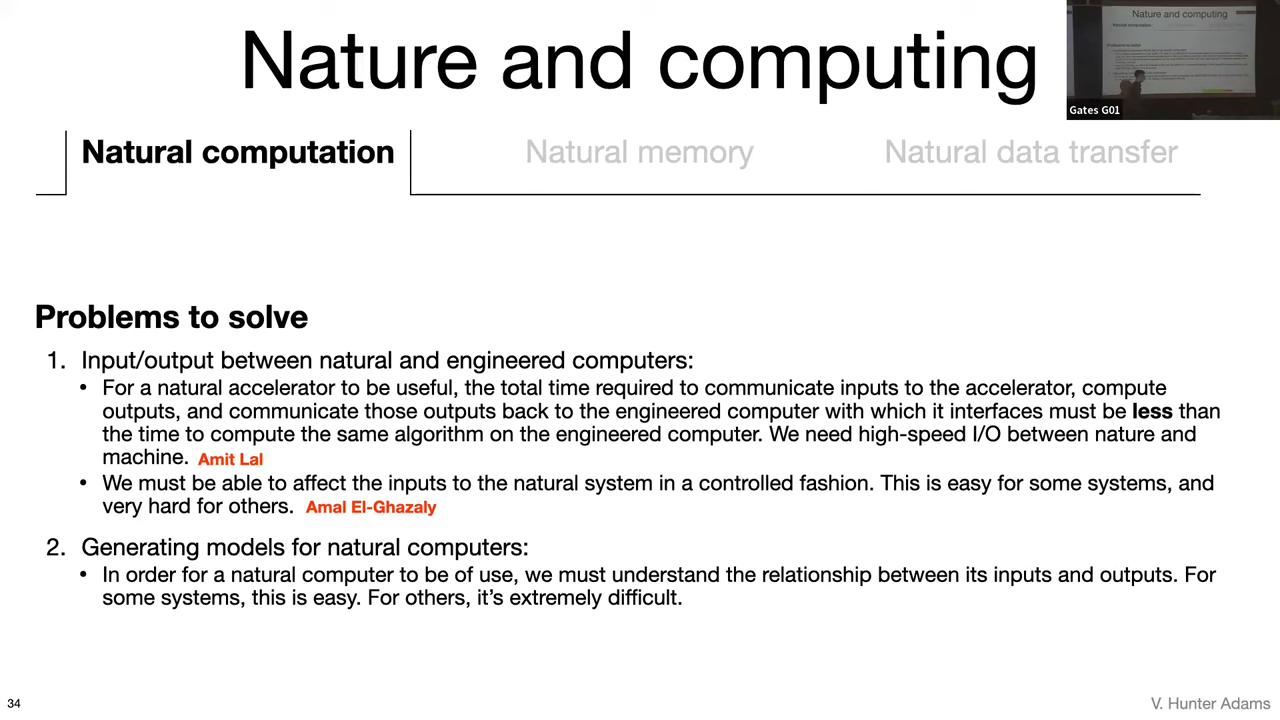 Nature and computing
Gates G01
Natural computation
Natural memory
Natural data transfer
Problems to solve
1. Input/output between natural and engineered computers:
• For a natural accelerator to be useful, the total time required to communicate inputs to the accelerator, compute
outputs, and communicate those outputs back to the engineered computer with which it interfaces must be less than
the time to compute the same algorithm on the engineered computer. We need high-speed I/O between nature and
machine. Amit Lal
• We must be able to affect the inputs to the natural system in a controlled fashion. This is easy for some systems, and
very hard for others. Amal El-Ghazaly
2. Generating models for natural computers:
• In order for a natural computer to be of use, we must understand the relationship between its inputs and outputs. For
some systems, this is easy. For others, it's extremely difficult.
34
V. Hunter Adams
Nature and computing